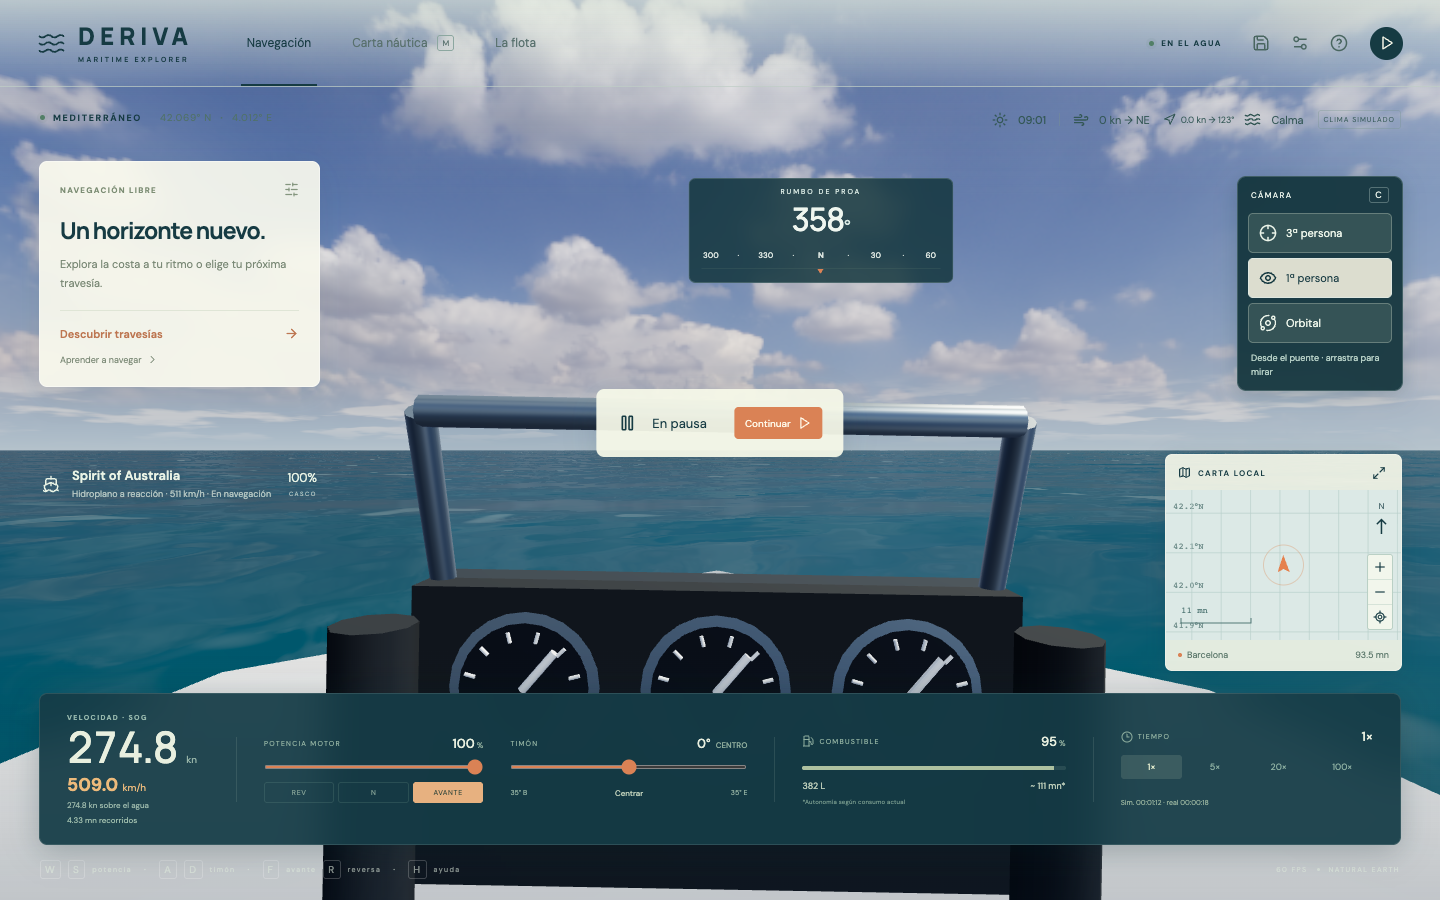 DERIVA
MARITIME EXPLORER
Navegación
Carta náutica M
La flota
EN EL AGUA
MEDITERRÁNEO
09:01
0 kn → NE
0.0 kn → 123°
Calma
CLIMA SIMULADO
NAVEGACIÓN LIBRE
Un horizonte nuevo.
Explora la costa a tu ritmo o elige tu próxima
travesía.
Descubrir travesías
Aprender a navegar
RUMBO DE PROA
358°
300 · 330 · N · 30 · 60
CÁMARA C
3ª persona
1ª persona
Orbital
Desde el puente · arrastra para
mirar
En pausa
Continuar
Spirit of Australia
Hidroplano a reacción · 511 km/h · En navegación
100%
CASCO
CARTA LOCAL
42.2°N
42.1°N
42.0°N
41.9°N
11 mn
N
Barcelona
93.5 mn
VELOCIDAD · SOG
274.8 kn
509.0 km/h
274.8 kn sobre el agua
4.33 mn recorridos
POTENCIA MOTOR
100 %
REV
N
AVANTE
TIMÓN
0° CENTRO
35° B
Centrar
35° E
COMBUSTIBLE
95 %
382 L
~ 111 mn*
*Autonomía según consumo actual
TIEMPO
1×
1×
5×
20×
100×
Sim. 00:01:12 · real 00:00:18
W S potencia · A D timón · F avante R reversa · H ayuda
NATURAL EARTH